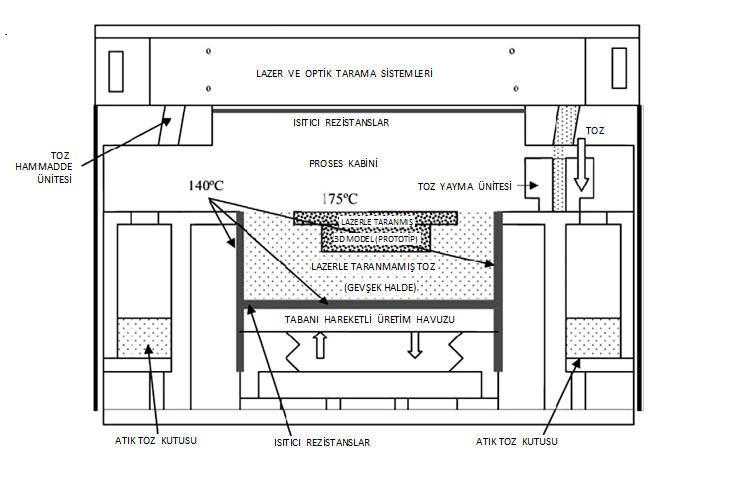 LAZER VE OPTİK TARAMA SİSTEMLERİ
ISITICI REZİSTANSLAR
TOZ
TOZ
HAMMADDE
ÜNİTESİ
PROSES KABİNİ
TOZ YAYMA ÜNİTESİ
140°C
175°C
LAZERLE TARANMIŞ
3D MODEL (PROTOTİP)
LAZERLE TARANMAMIŞ TOZ
(GEVŞEK HALDE)
TABANI HAREKETLİ ÜRETİM HAVUZU
ATIK TOZ KUTUSU
ISITICI REZİSTANSLAR
ATIK TOZ KUTUSU